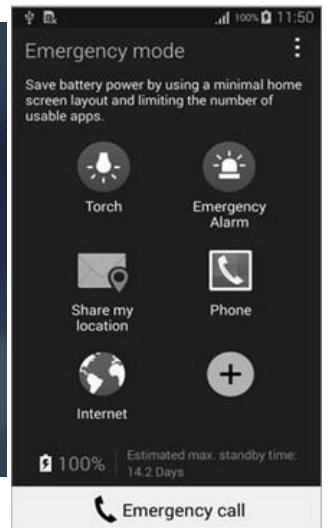 100% 11:50
Emergency mode
Save battery power by using a minimal home
screen layout and limiting the number of
usable apps.
Torch
Emergency
Alarm
Share my
location
Phone
Internet
100%
Estimated max. standby time:
14.2 Days
Emergency call